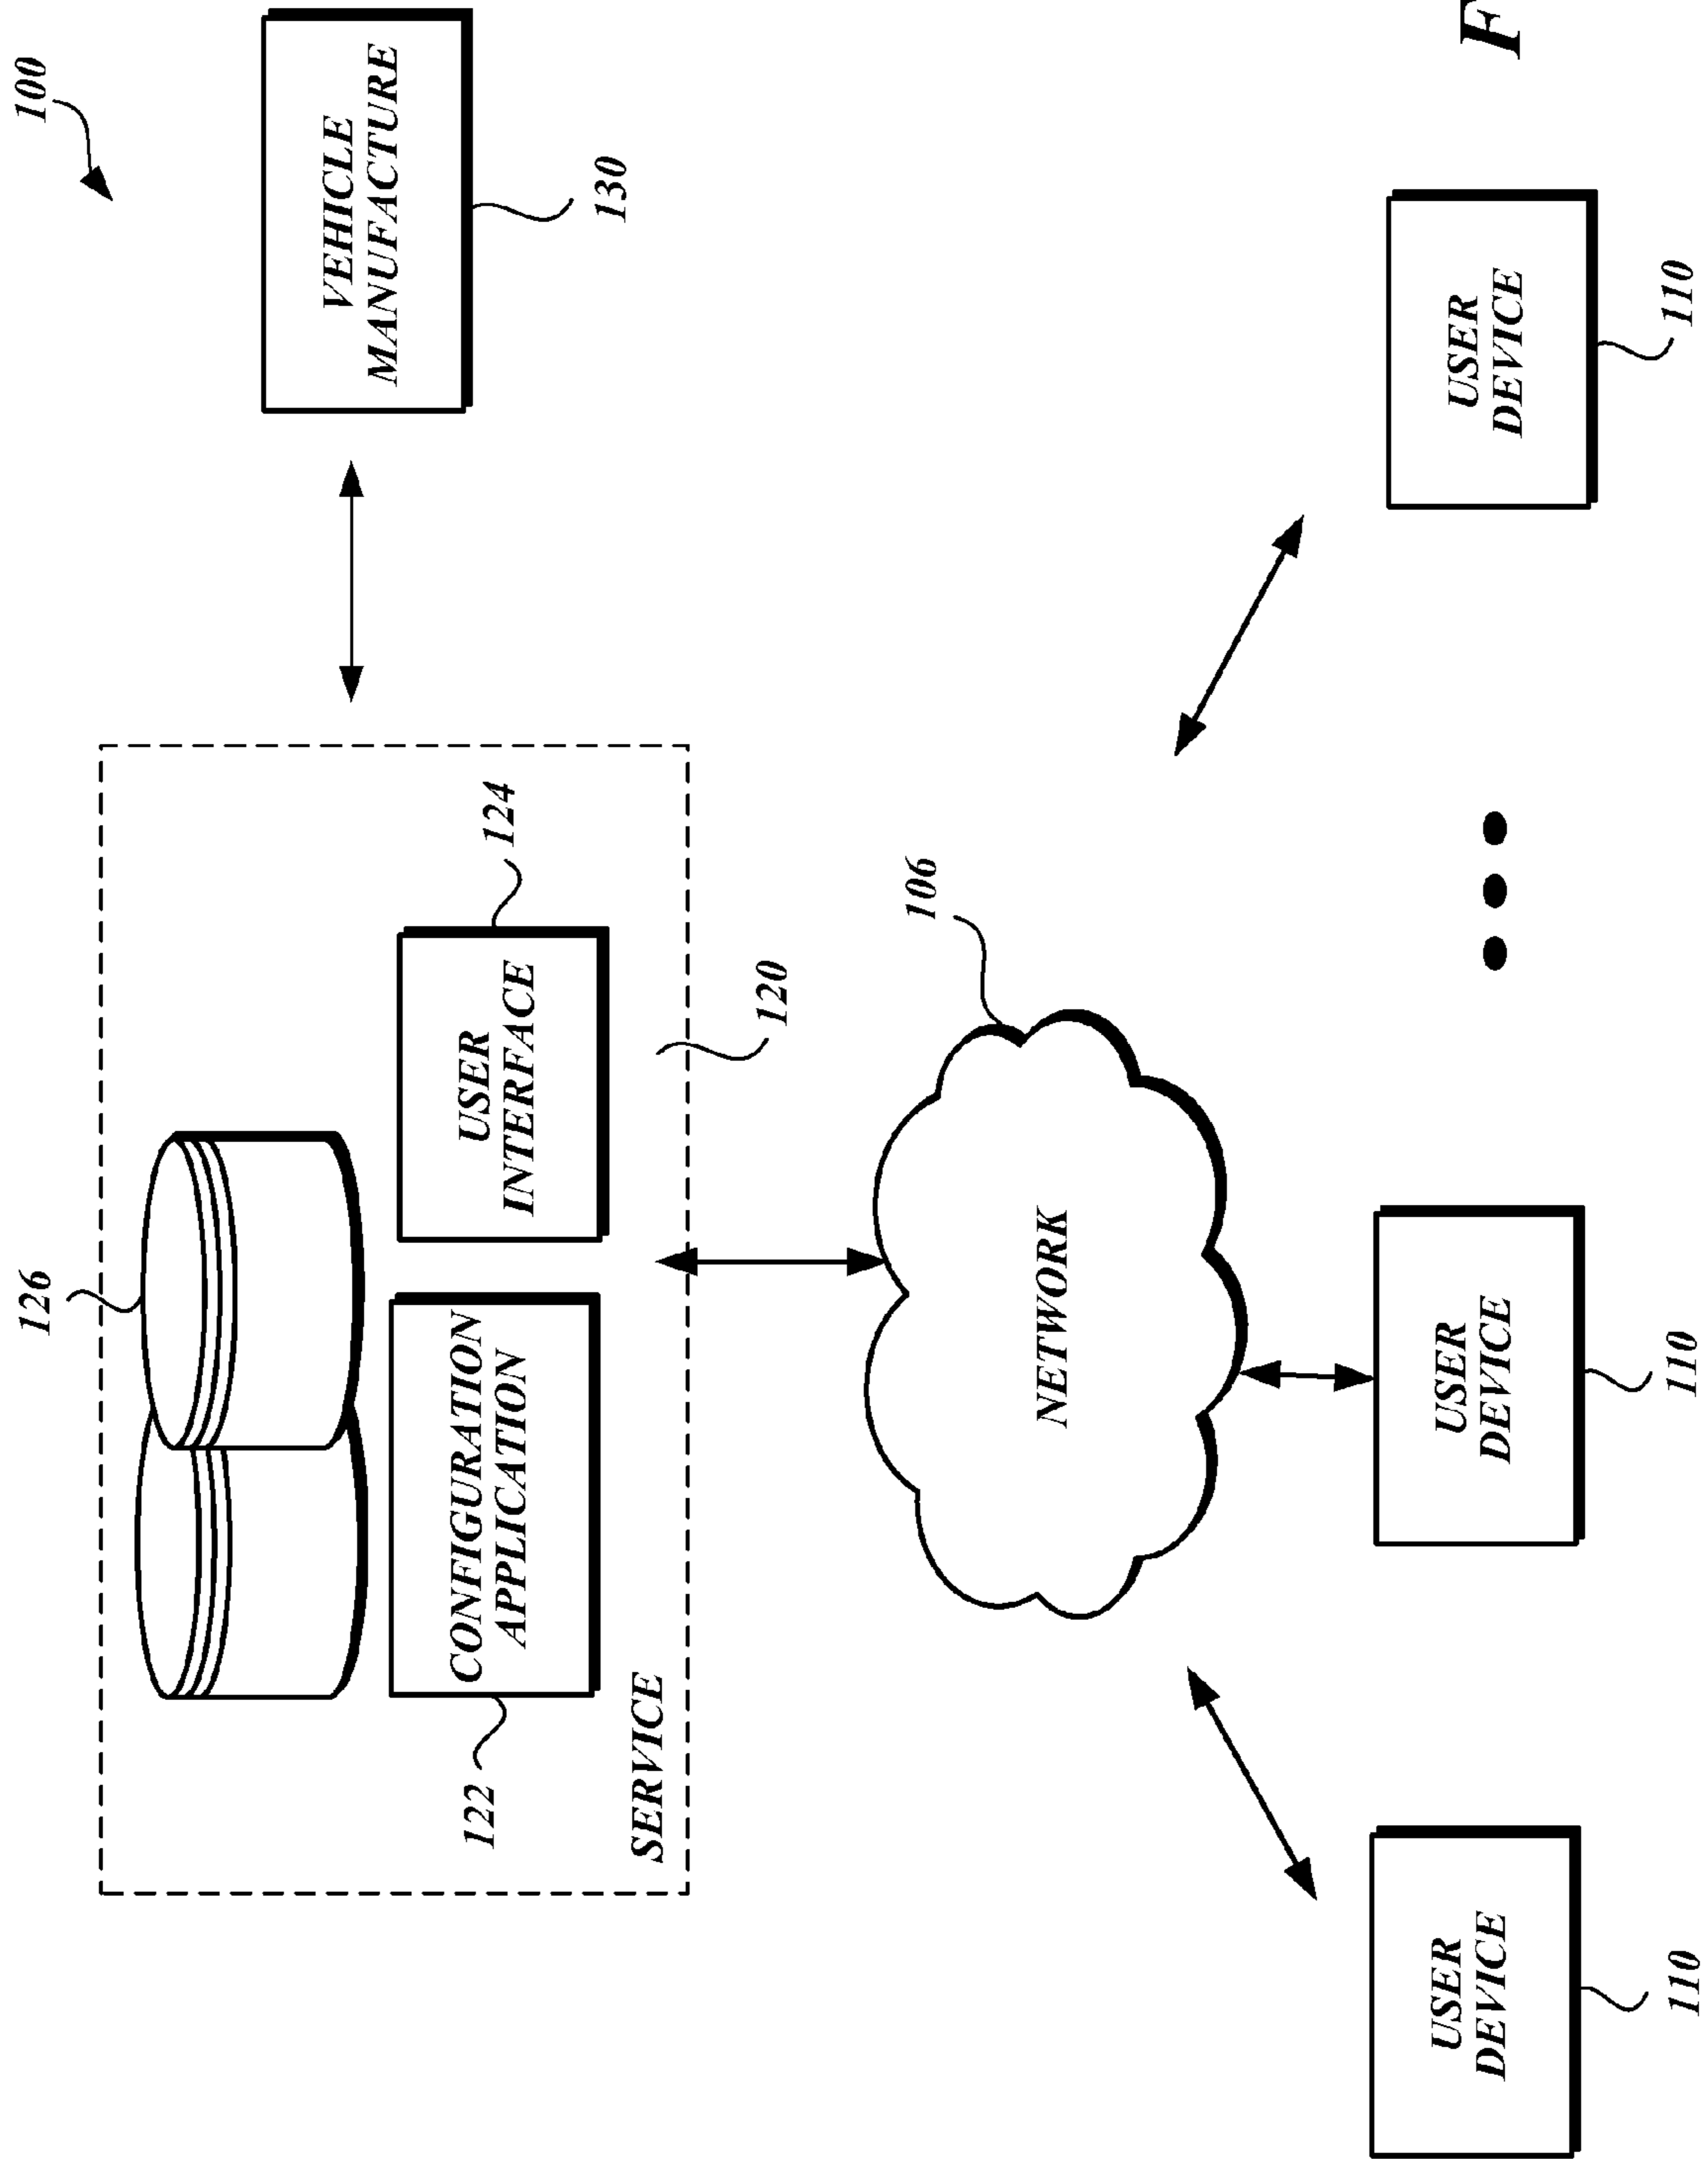 100
126
VEHICLE
MANUFACTURE
130
124
USER
INTERFACE
CONFIGURATION
APPLICATION
122
SERVICE
120
106
NETWORK
USER
DEVICE
110
USER
DEVICE
110
USER
DEVICE
110
F